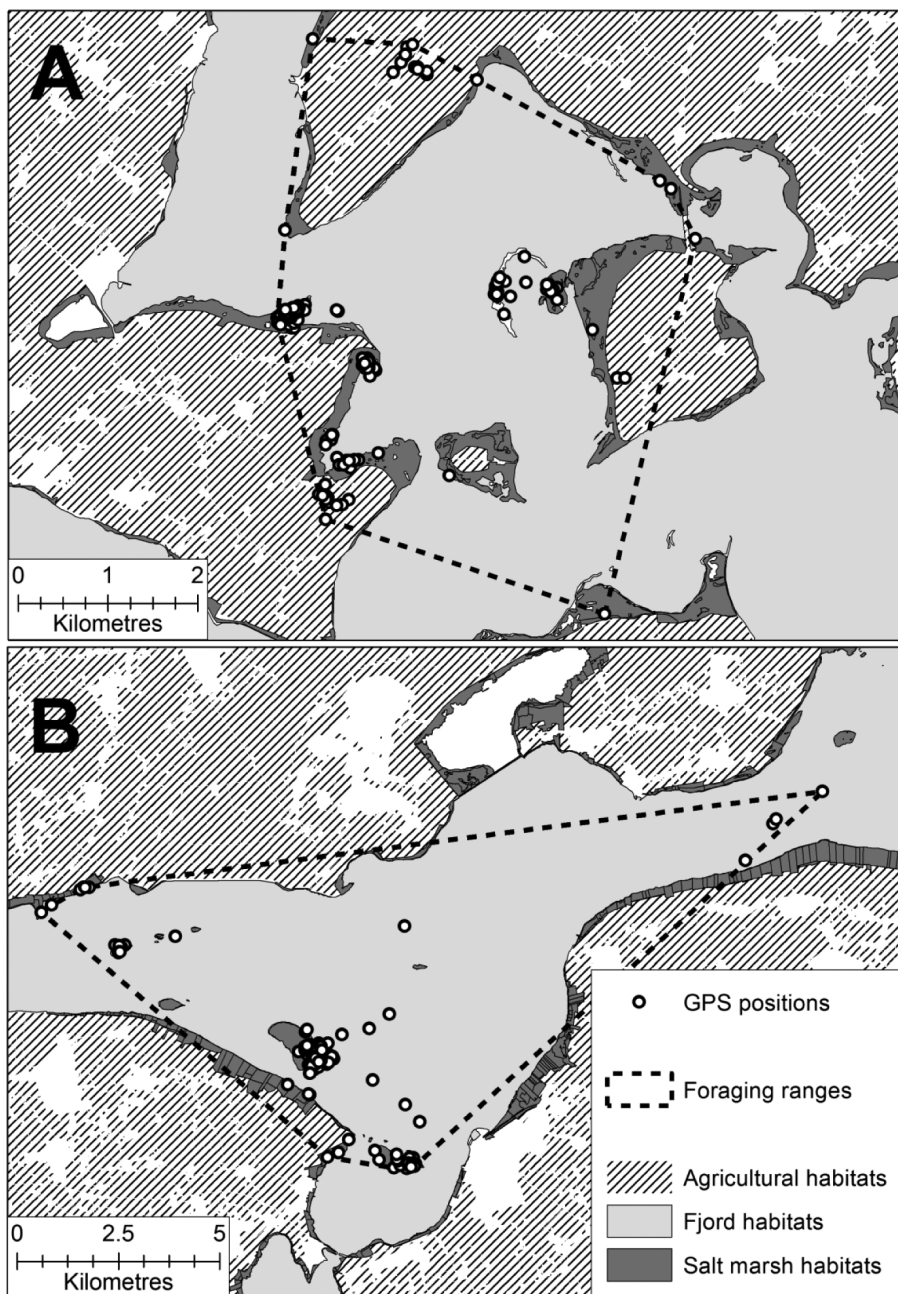 A
0 1 2
Kilometres
B
GPS positions
Foraging ranges
Agricultural habitats
Fjord habitats
Salt marsh habitats
0 2.5 5
Kilometres